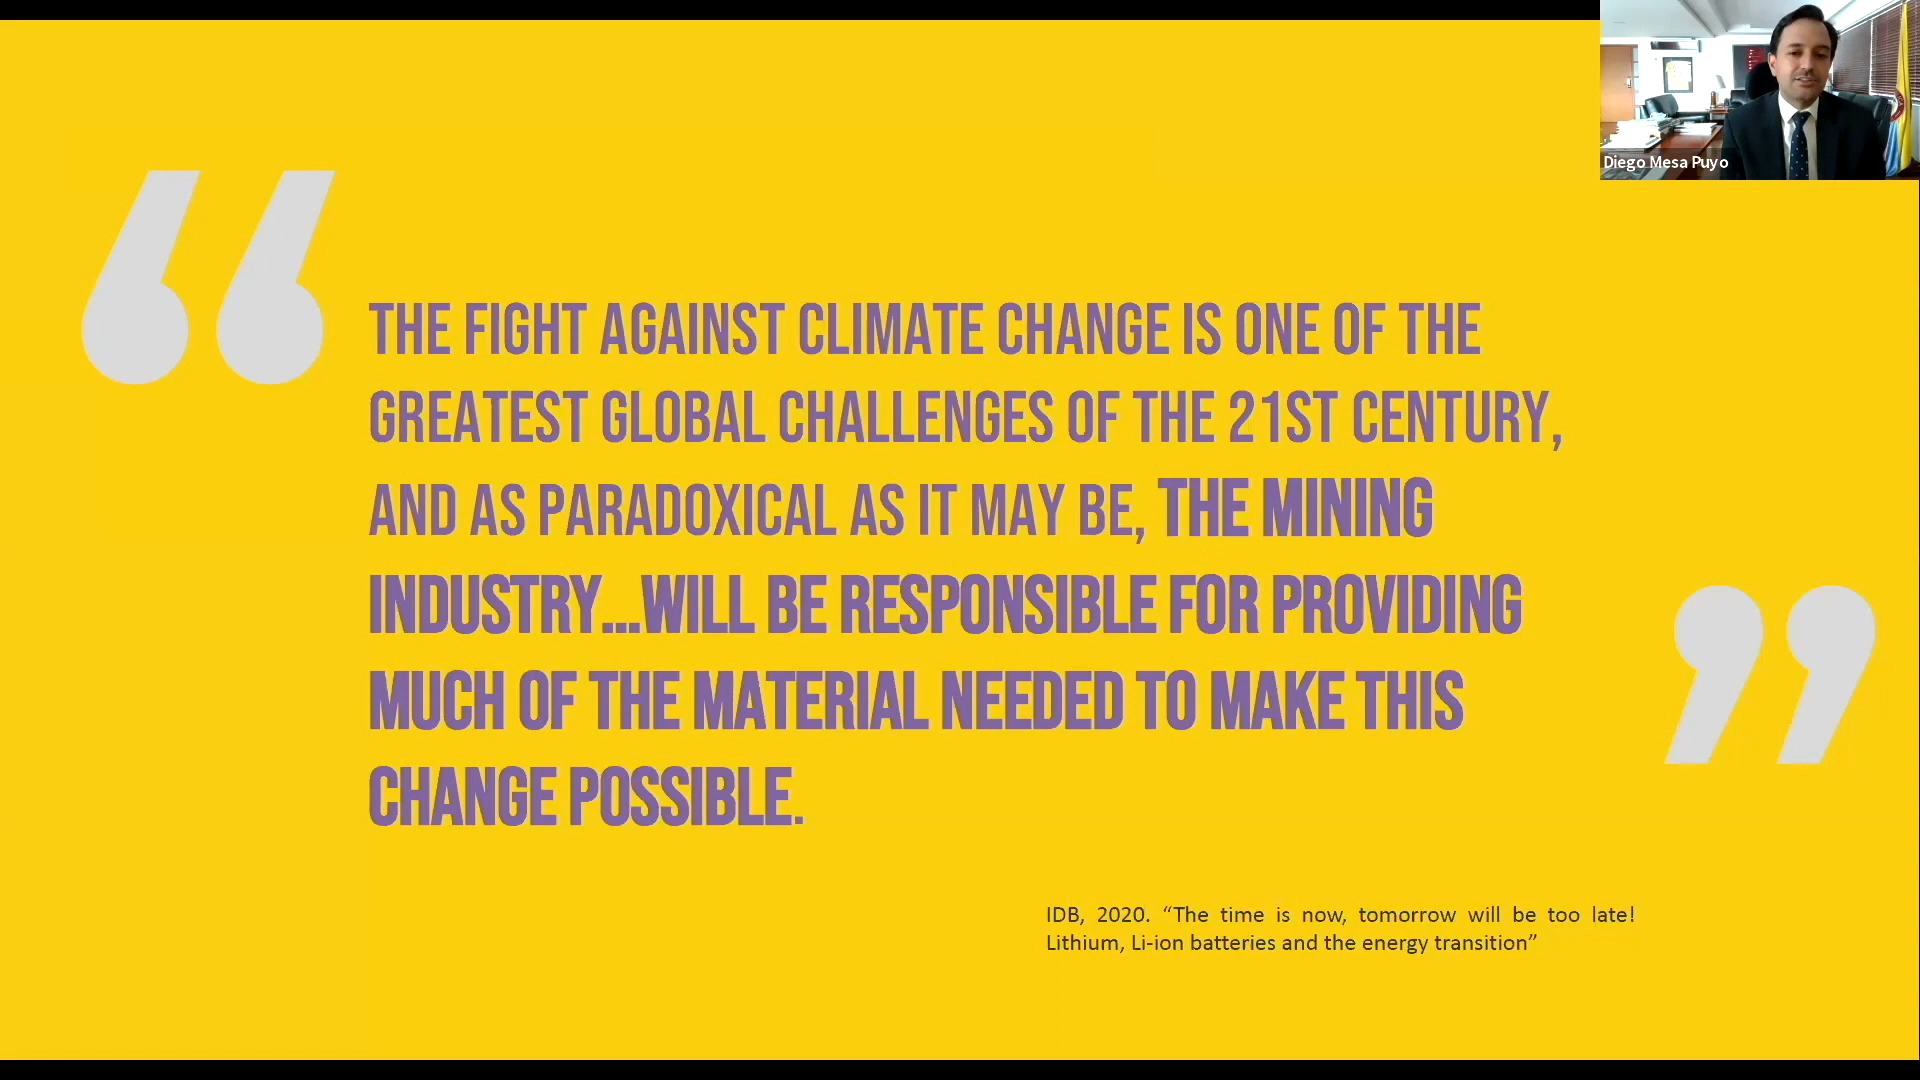 Diego Mesa Puyo
“
THE FIGHT AGAINST CLIMATE CHANGE IS ONE OF THE
GREATEST GLOBAL CHALLENGES OF THE 21ST CENTURY,
AND AS PARADOXICAL AS IT MAY BE, THE MINING
INDUSTRY...WILL BE RESPONSIBLE FOR PROVIDING
MUCH OF THE MATERIAL NEEDED TO MAKE THIS
CHANGE POSSIBLE.
”
IDB, 2020. “The time is now, tomorrow will be too late!
Lithium, Li-ion batteries and the energy transition”